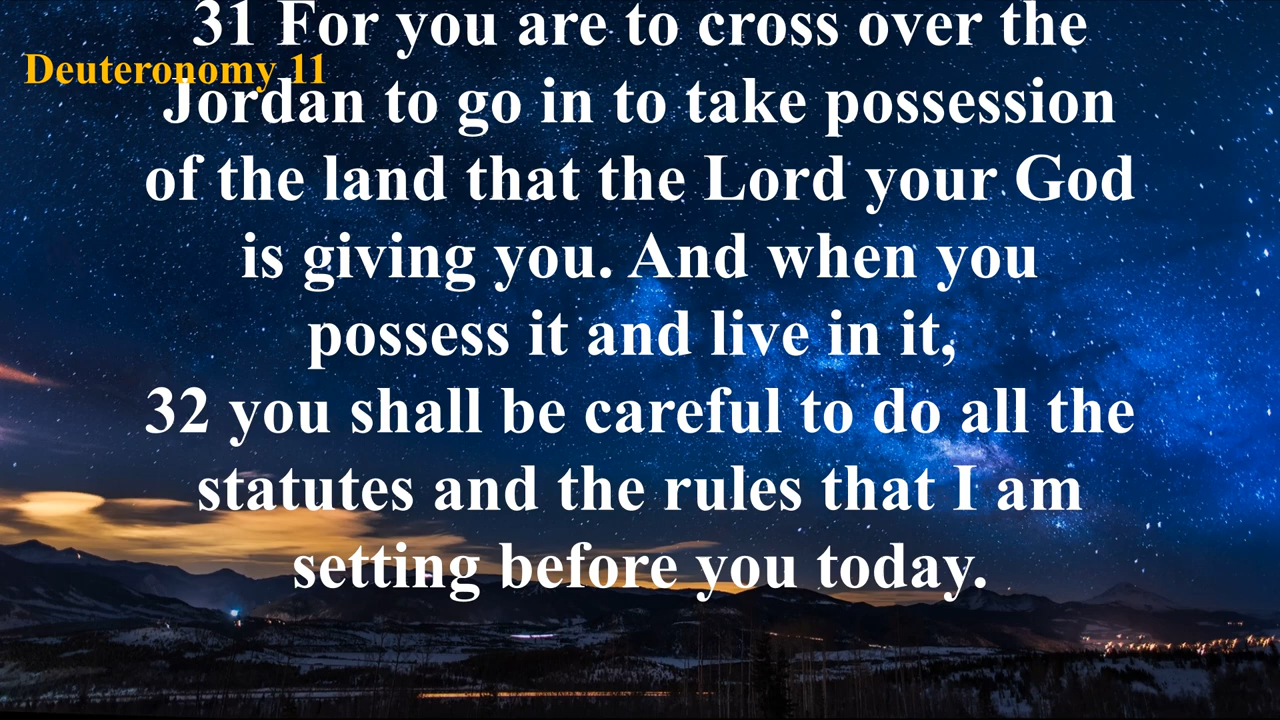 31 For you are to cross over the
Deuteronomy 11
Jordan to go in to take possession
of the land that the Lord your God
is giving you. And when you
possess it and live in it,
32 you shall be careful to do all the
statutes and the rules that I am
setting before you today.